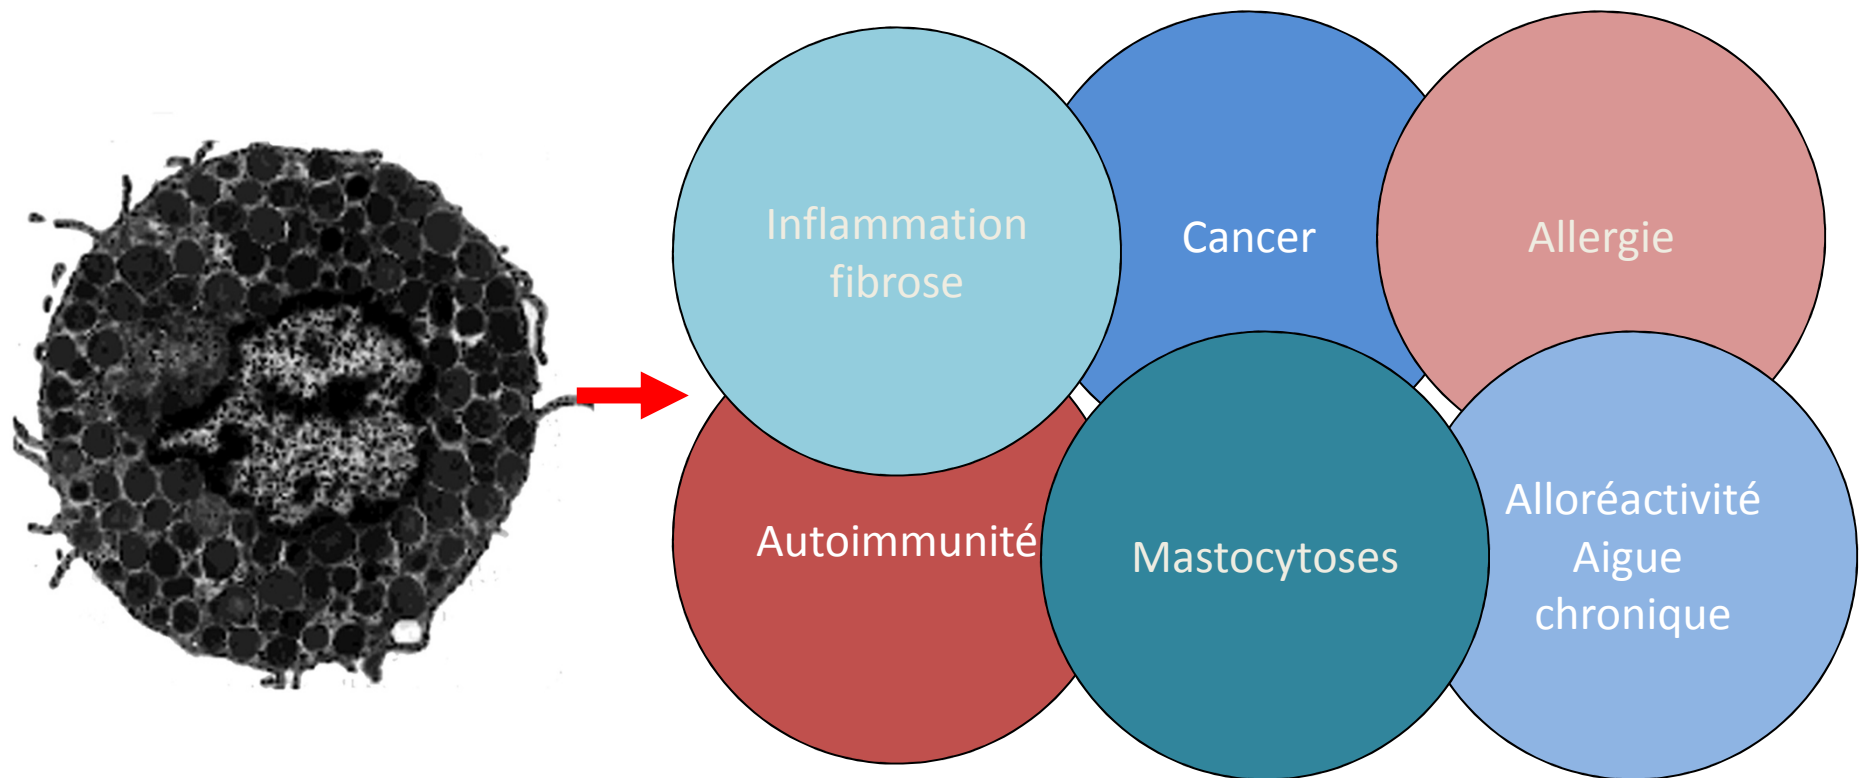 Inflammation
fibrose
Cancer
Allergie
Autoimmunité
Mastocytoses
Alloréactivité
Aigue
chronique